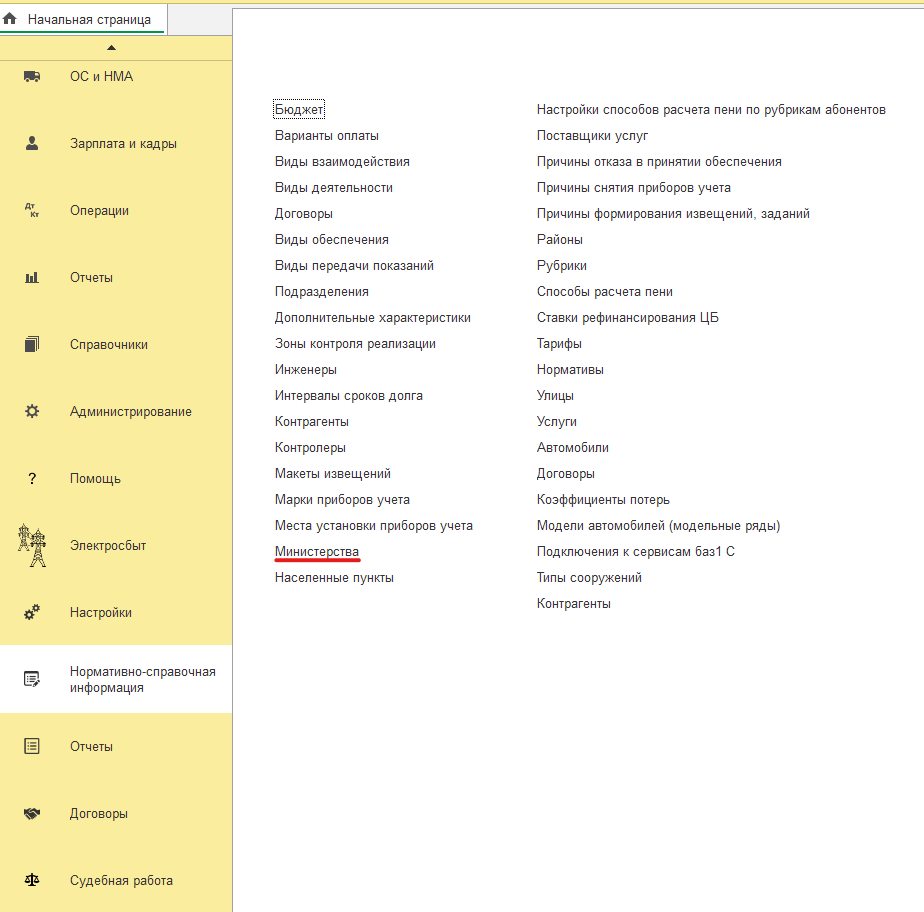 Начальная страница
ОС и НМА
Зарплата и кадры
Дт
Кт
Операции
Отчеты
Справочники
Администрирование
?
Помощь
Электросбыт
Настройки
Нормативно-справочная
информация
Отчеты
Договоры
Судебная работа
Бюджет
Варианты оплаты
Виды взаимодействия
Виды деятельности
Договоры
Виды обеспечения
Виды передачи показаний
Подразделения
Дополнительные характеристики
Зоны контроля реализации
Инженеры
Интервалы сроков долга
Контрагенты
Контролеры
Макеты извещений
Марки приборов учета
Места установки приборов учета
Министерства
Населенные пункты
Настройки способов расчета пени по рубрикам абонентов
Поставщики услуг
Причины отказа в принятии обеспечения
Причины снятия приборов учета
Причины формирования извещений, заданий
Районы
Рубрики
Способы расчета пени
Ставки рефинансирования ЦБ
Тарифы
Нормативы
Улицы
Услуги
Автомобили
Договоры
Коэффициенты потерь
Модели автомобилей (модельные ряды)
Подключения к сервисам баз1 С
Типы сооружений
Контрагенты